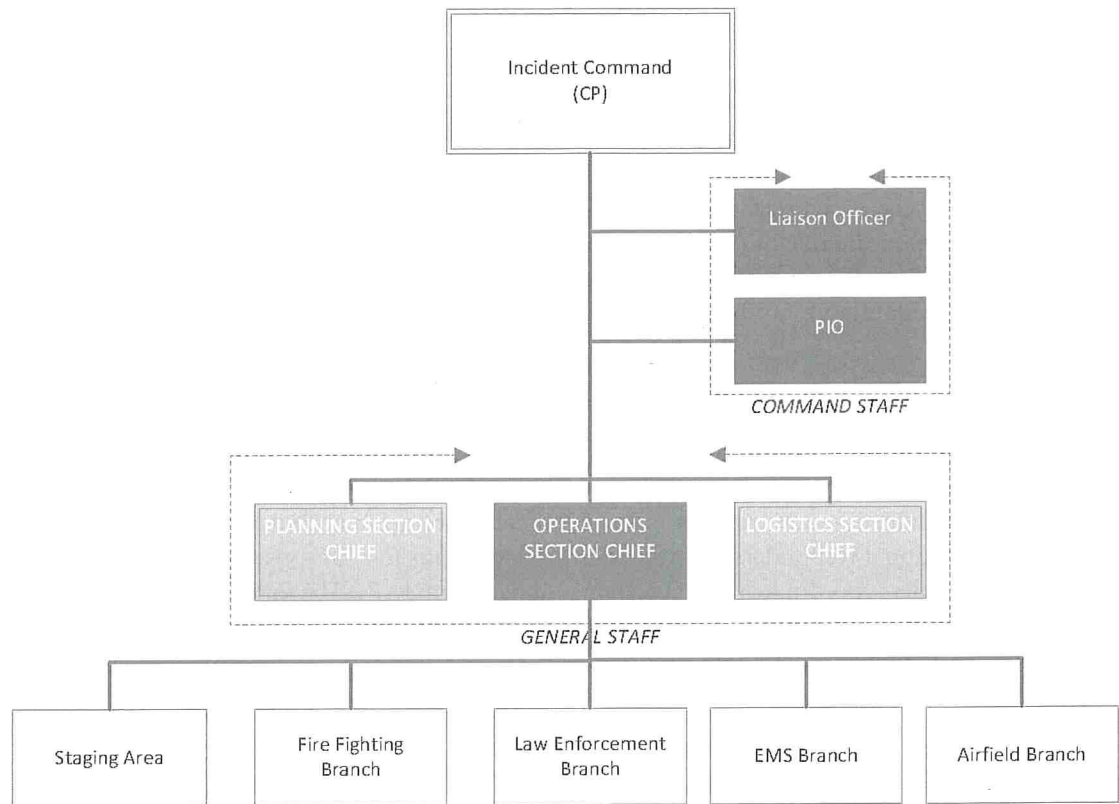 Incident Command
(CP)
Liaison Officer
PIO
COMMAND STAFF
PLANNING SECTION
CHIEF
OPERATIONS
SECTION CHIEF
LOGISTICS SECTION
CHIEF
GENERAL STAFF
Staging Area
Fire Fighting
Branch
Law Enforcement
Branch
EMS Branch
Airfield Branch